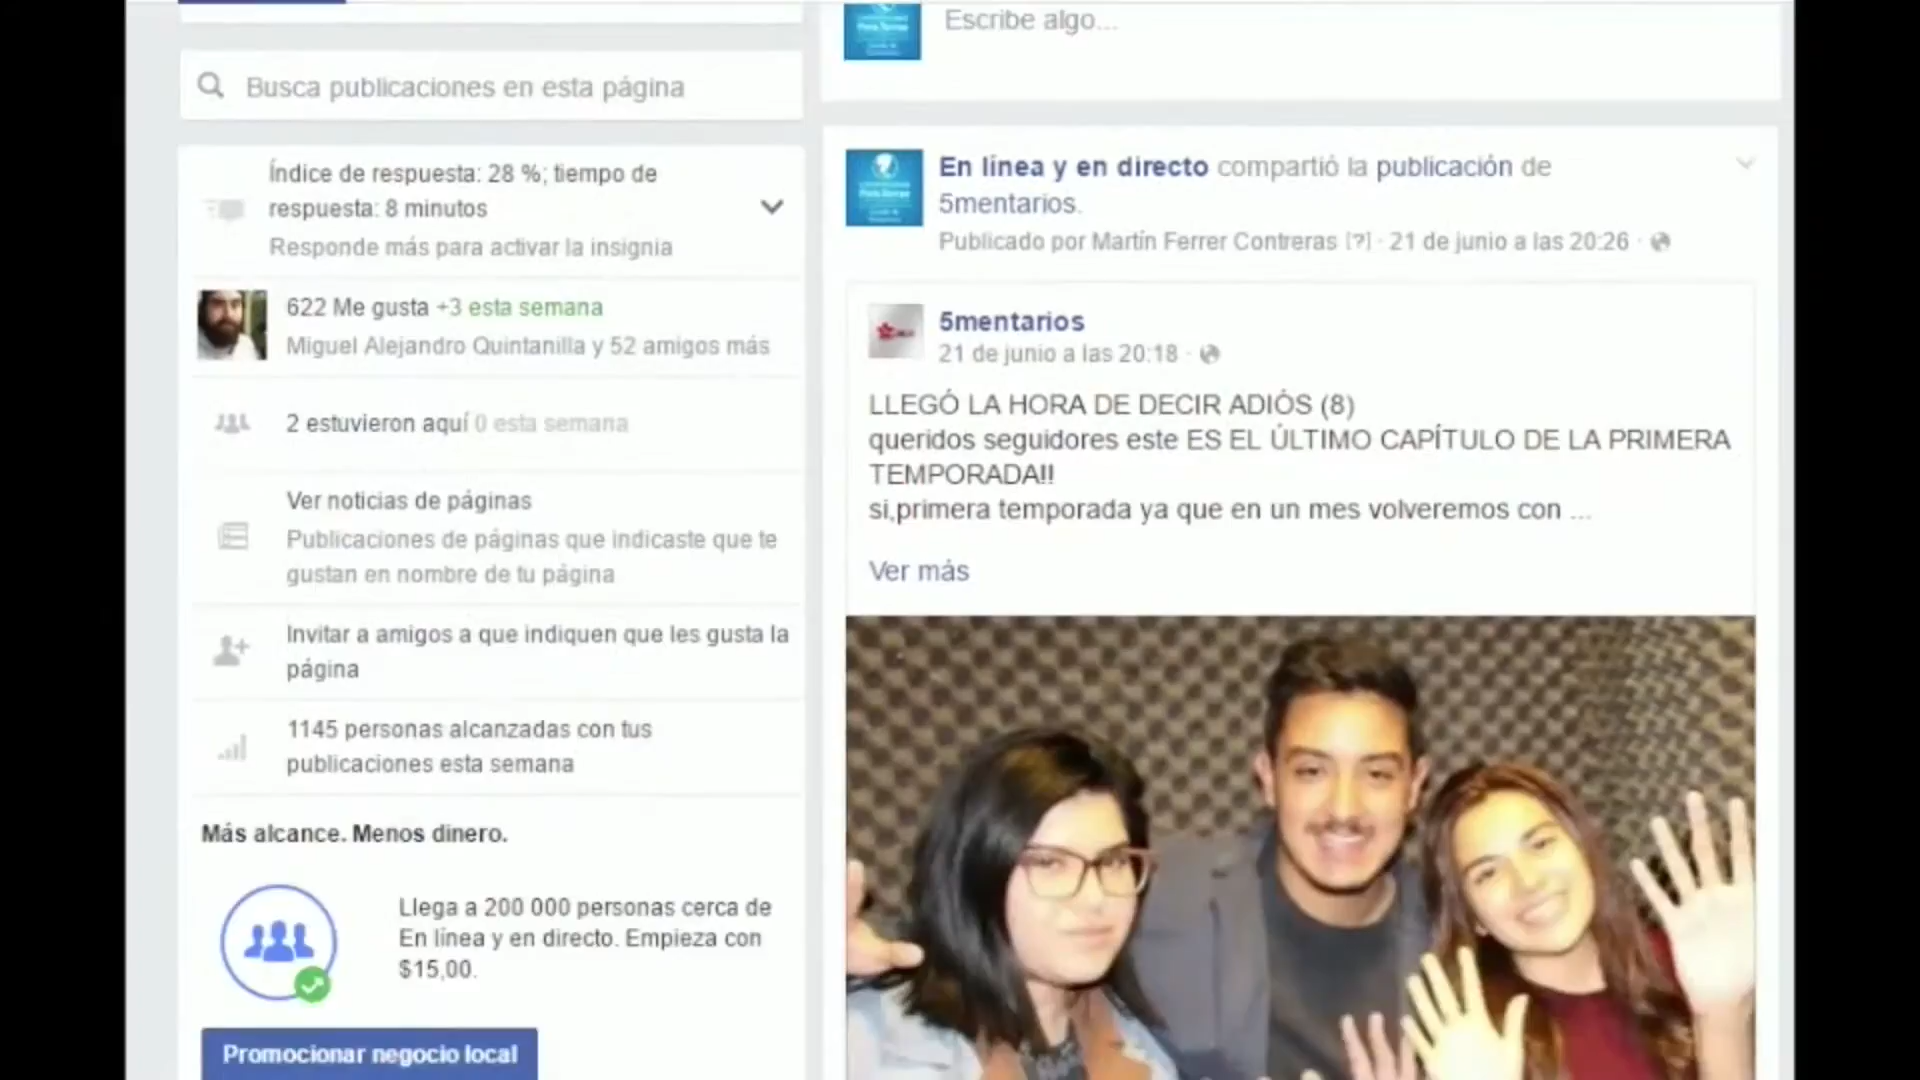 Escribe algo...
Busca publicaciones en esta página
Índice de respuesta: 28 %; tiempo de
respuesta: 8 minutos
Responde más para activar la insignia
622 Me gusta +3 esta semana
Miguel Alejandro Quintanilla y 52 amigos más
2 estuvieron aquí 0 esta semana
Ver noticias de páginas
Publicaciones de páginas que indicaste que te
gustan en nombre de tu página
Invitar a amigos a que indiquen que les gusta la
página
1145 personas alcanzadas con tus
publicaciones esta semana
Más alcance. Menos dinero.
Llega a 200 000 personas cerca de
En línea y en directo. Empieza con
$15,00.
Promocionar negocio local
En línea y en directo compartió la publicación de
5mentarios.
Publicado por Martín Ferrer Contreras [?] · 21 de junio a las 20:26 ·
5mentarios
21 de junio a las 20:18 ·
LLEGÓ LA HORA DE DECIR ADIÓS (8)
queridos seguidores este ES EL ÚLTIMO CAPÍTULO DE LA PRIMERA
TEMPORADA!!
si,primera temporada ya que en un mes volveremos con ...
Ver más